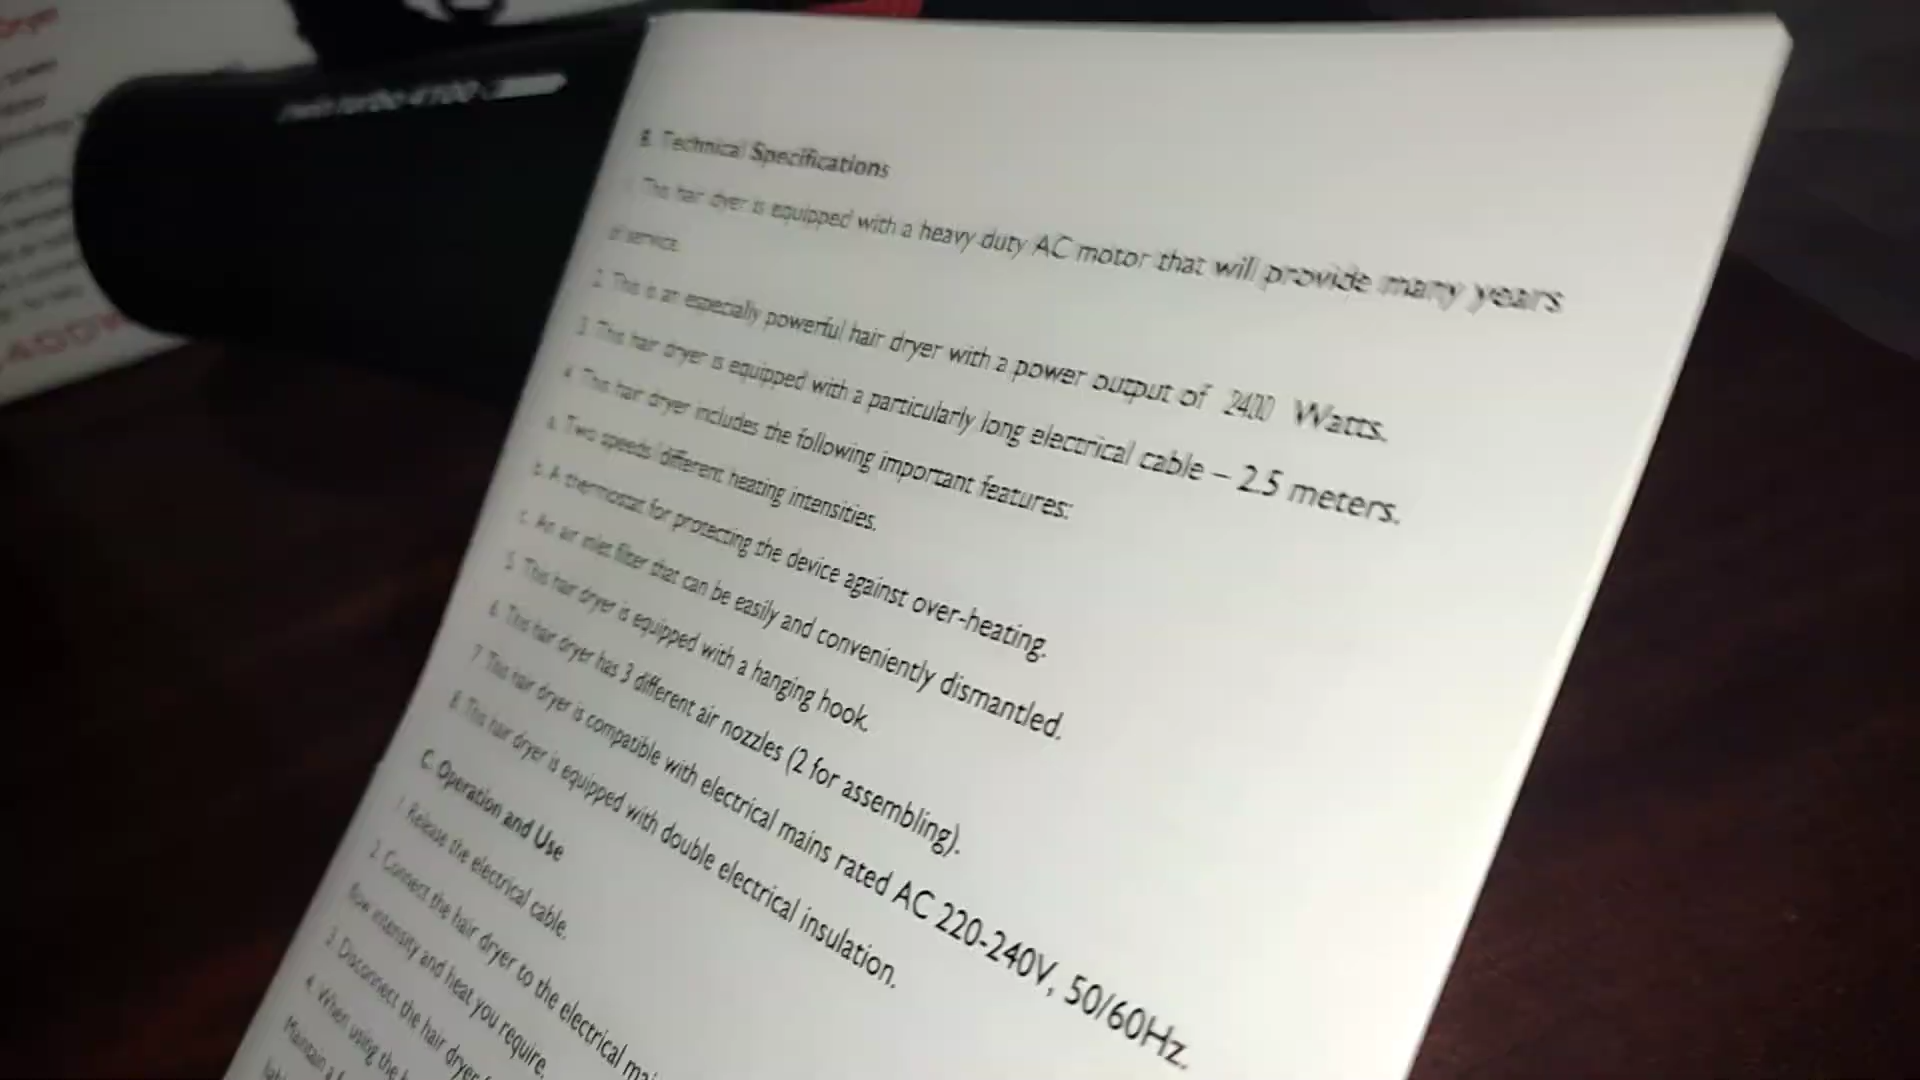 B. Technical Specifications
1. This hair dryer is equipped with a heavy duty AC motor that will provide many years
of service.
2. This is an especially powerful hair dryer with a power output of 2400 Watts.
3. This hair dryer is equipped with a particularly long electrical cable – 2.5 meters.
4. This hair dryer includes the following important features:
a. Two speeds/different heating intensities.
b. A thermostat for protecting the device against over-heating.
c. An air inlet filter that can be easily and conveniently dismantled.
5. This hair dryer is equipped with a hanging hook.
6. This hair dryer has 3 different air nozzles (2 for assembling).
7. This hair dryer is compatible with electrical mains rated AC 220-240V, 50/60Hz.
8. This hair dryer is equipped with double electrical insulation.
C. Operation and Use
1. Release the electrical cable.
2. Connect the hair dryer to the electrical
flow intensity and heat you require.
3. Disconnect the hair dryer
4. When using the
Maintain a